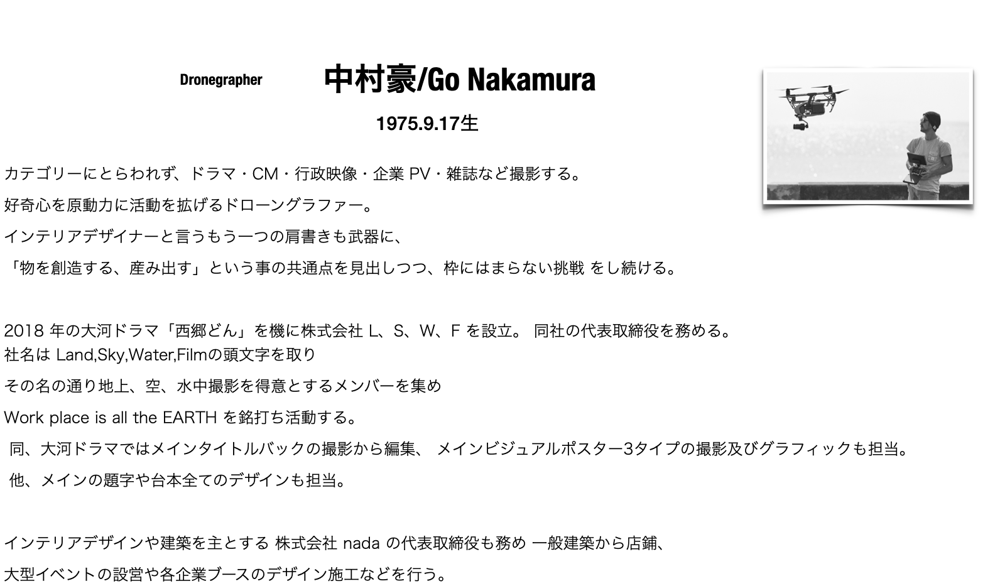 Dronegrapher
中村豪/Go Nakamura
1975.9.17生
カテゴリーにとらわれず、ドラマ・CM・行政映像・企業 PV・雑誌など撮影する。
好奇心を原動力に活動を拡げるドローングラファー。
インテリアデザイナーと言うもう一つの肩書きも武器に、
「物を創造する、産み出す」という事の共通点を見出しつつ、枠にはまらない挑戦 をし続ける。
2018 年の大河ドラマ「西郷どん」を機に株式会社 L、S、W、F を設立。 同社の代表取締役を務める。
社名は Land,Sky,Water,Filmの頭文字を取り
その名の通り地上、空、水中撮影を得意とするメンバーを集め
Work place is all the EARTH を銘打ち活動する。
同、大河ドラマではメインタイトルバックの撮影から編集、 メインビジュアルポスター3タイプの撮影及びグラフィックも担当。
他、メインの題字や台本全てのデザインも担当。
インテリアデザインや建築を主とする 株式会社 nada の代表取締役も務め 一般建築から店鋪、
大型イベントの設営や各企業ブースのデザイン施工などを行う。